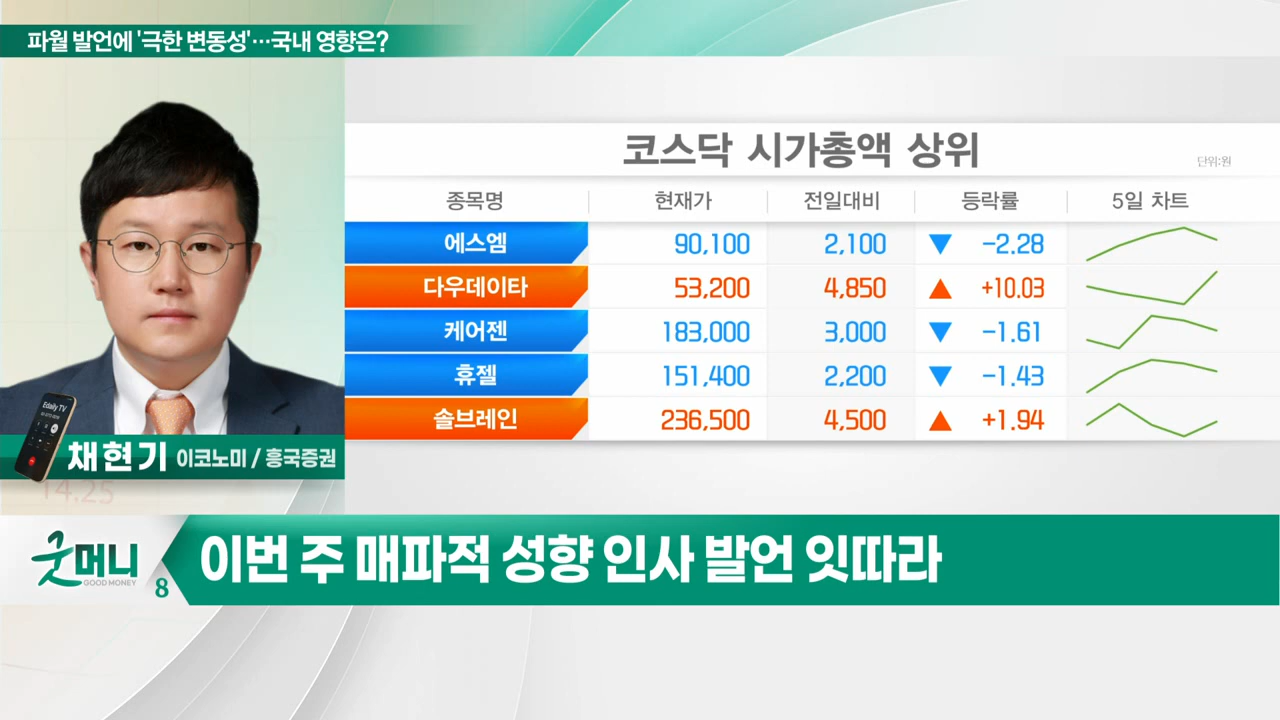 파월 발언에 '극한 변동성'…국내 영향은?
코스닥 시가총액 상위
단위:원
종목명 현재가 전일대비 등락률 5일 차트
에스엠 90,100 2,100 ▼ -2.28
다우데이타 53,200 4,850 ▲ +10.03
케어젠 183,000 3,000 ▼ -1.61
휴젤 151,400 2,200 ▼ -1.43
솔브레인 236,500 4,500 ▲ +1.94
Edaily TV
채현기 이코노미 / 흥국증권
14.25
굿머니
GOOD MONEY
8
이번 주 매파적 성향 인사 발언 잇따라